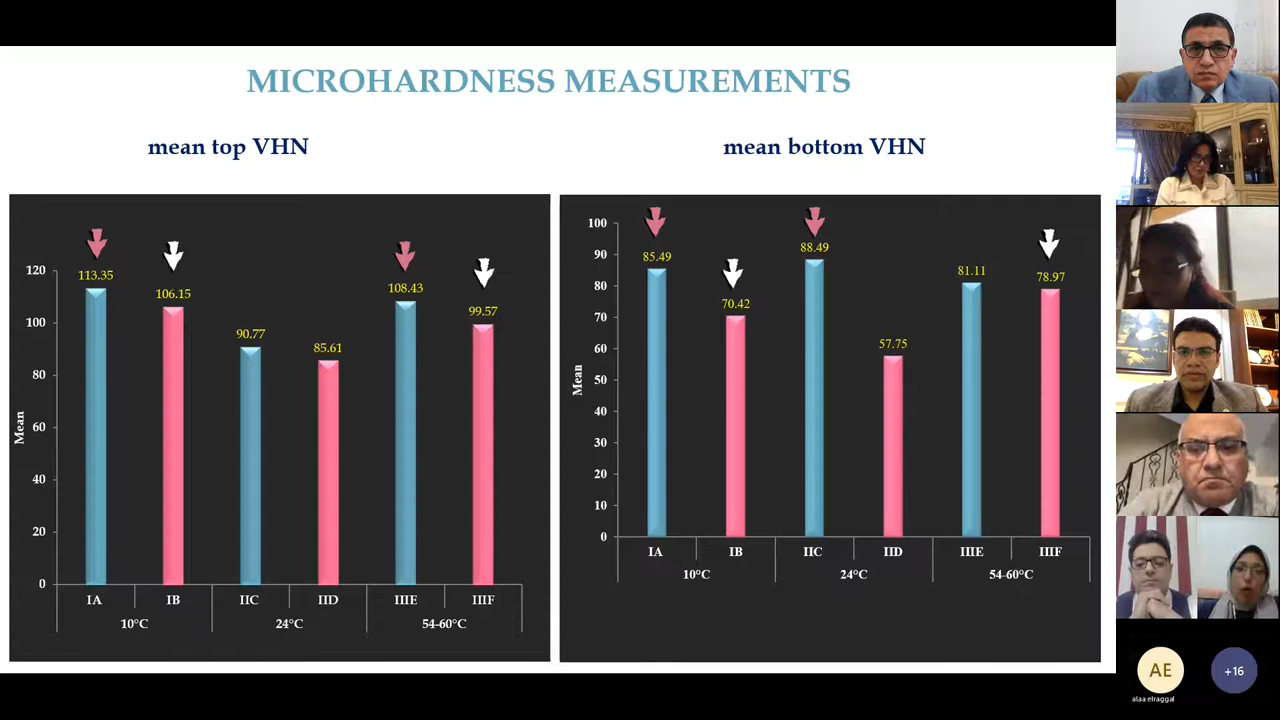 MICROHARDNESS MEASUREMENTS
mean top VHN
mean bottom VHN
Mean
120
100
80
60
40
20
0
113.35
106.15
90.77
85.61
108.43
99.57
IA
IB
IIC
IID
IIIE
IIIF
10°C
24°C
54-60°C
Mean
100
90
80
70
60
50
40
30
20
10
0
85.49
70.42
88.49
57.75
81.11
78.97
IA
IB
IIC
IID
IIIE
IIIF
10°C
24°C
54-60°C
AE
alaa elraggal
+16